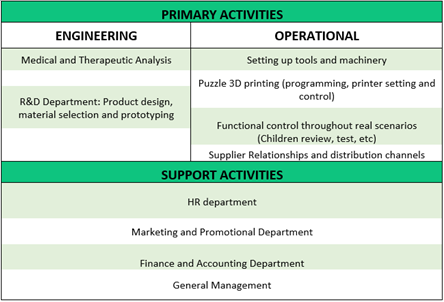 PRIMARY ACTIVITIES
ENGINEERING
OPERATIONAL
Medical and Therapeutic Analysis
Setting up tools and machinery
Puzzle 3D printing (programming, printer setting and
control)
R&D Department: Product design,
material selection and prototyping
Functional control throughout real scenarios
(Children review, test, etc)
Supplier Relationships and distribution channels
SUPPORT ACTIVITIES
HR department
Marketing and Promotional Department
Finance and Accounting Department
General Management